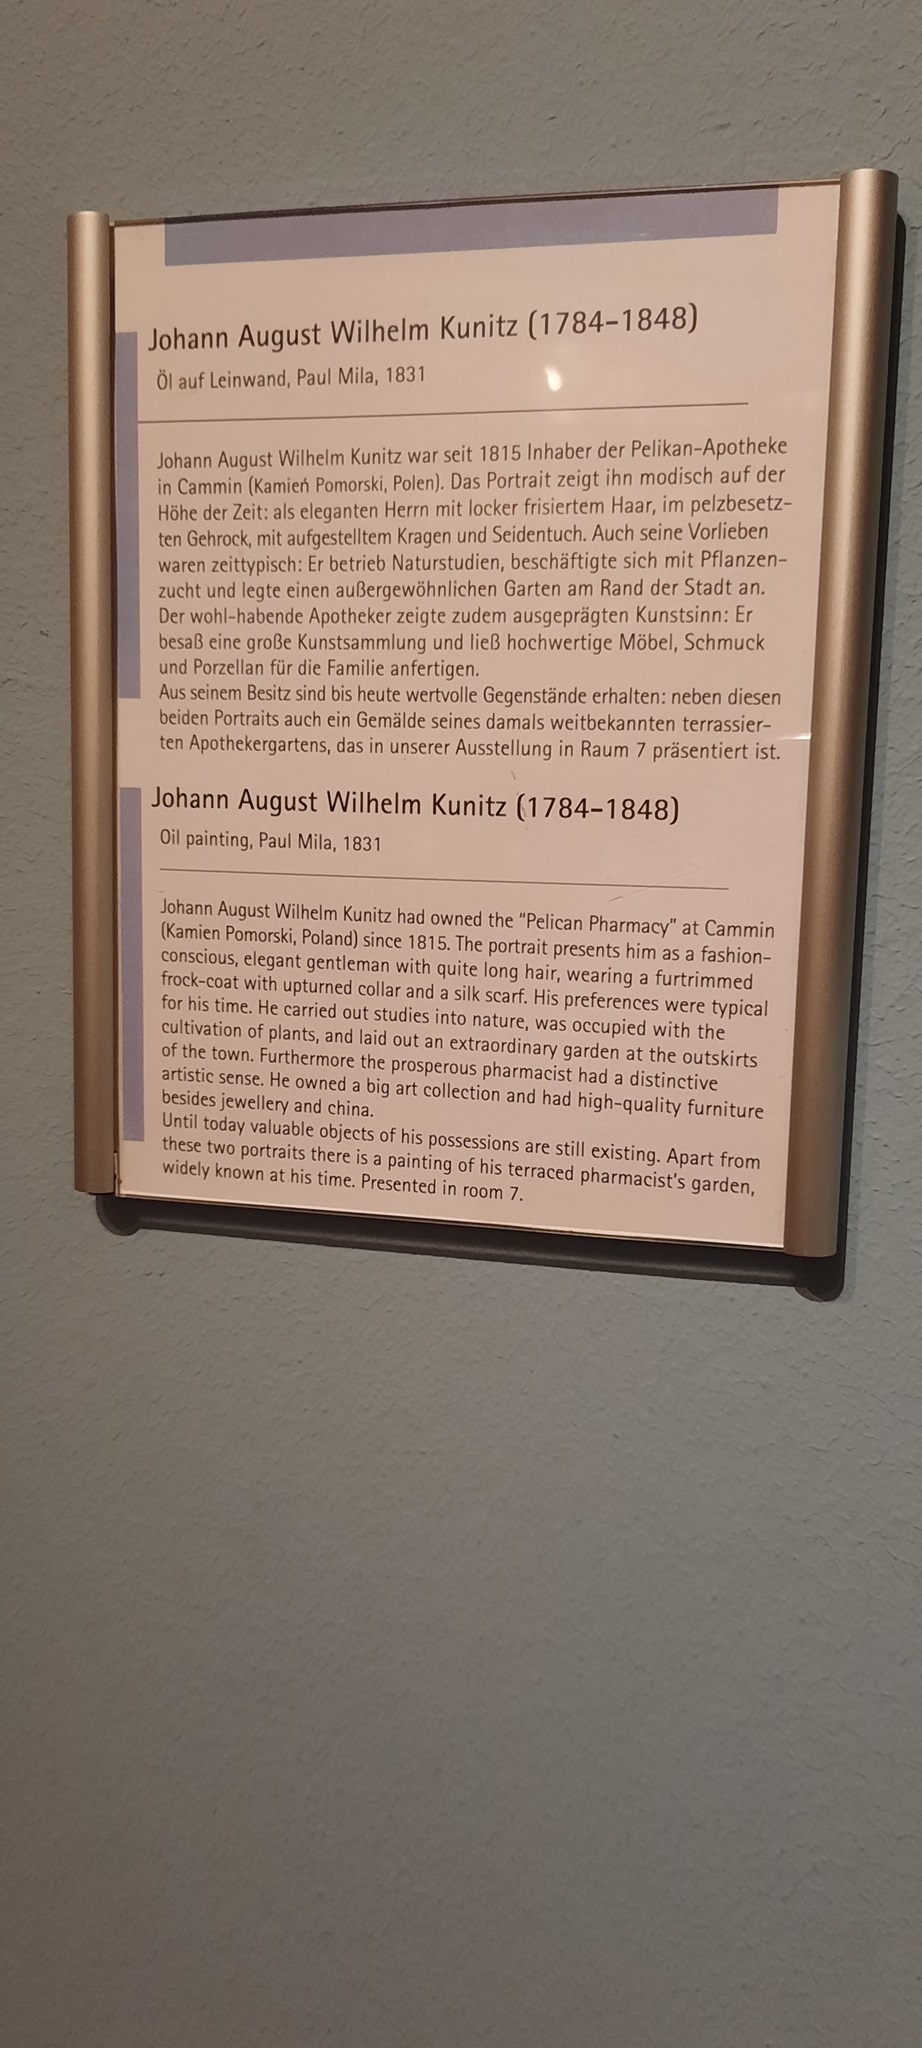 Johann August Wilhelm Kunitz (1784–1848)
Öl auf Leinwand, Paul Mila, 1831
Johann August Wilhelm Kunitz war seit 1815 Inhaber der Pelikan-Apotheke
in Cammin (Kamień Pomorski, Polen). Das Portrait zeigt ihn modisch auf der
Höhe der Zeit: als eleganten Herrn mit locker frisiertem Haar, im pelzbesetz-
ten Gehrock, mit aufgestelltem Kragen und Seidentuch. Auch seine Vorlieben
waren zeittypisch: Er betrieb Naturstudien, beschäftigte sich mit Pflanzen-
zucht und legte einen außergewöhnlichen Garten am Rand der Stadt an.
Der wohl-habende Apotheker zeigte zudem ausgeprägten Kunstsinn: Er
besaß eine große Kunstsammlung und ließ hochwertige Möbel, Schmuck
und Porzellan für die Familie anfertigen.
Aus seinem Besitz sind bis heute wertvolle Gegenstände erhalten: neben diesen
beiden Portraits auch ein Gemälde seines damals weitbekannten terrassier-
ten Apothekergartens, das in unserer Ausstellung in Raum 7 präsentiert ist.
Johann August Wilhelm Kunitz (1784–1848)
Oil painting, Paul Mila, 1831
Johann August Wilhelm Kunitz had owned the "Pelican Pharmacy" at Cammin
(Kamien Pomorski, Poland) since 1815. The portrait presents him as a fashion-
conscious, elegant gentleman with quite long hair, wearing a furtrimmed
frock-coat with upturned collar and a silk scarf. His preferences were typical
for his time. He carried out studies into nature, was occupied with the
cultivation of plants, and laid out an extraordinary garden at the outskirts
of the town. Furthermore the prosperous pharmacist had a distinctive
artistic sense. He owned a big art collection and had high-quality furniture
besides jewellery and china.
Until today valuable objects of his possessions are still existing. Apart from
these two portraits there is a painting of his terraced pharmacist's garden,
widely known at his time. Presented in room 7.